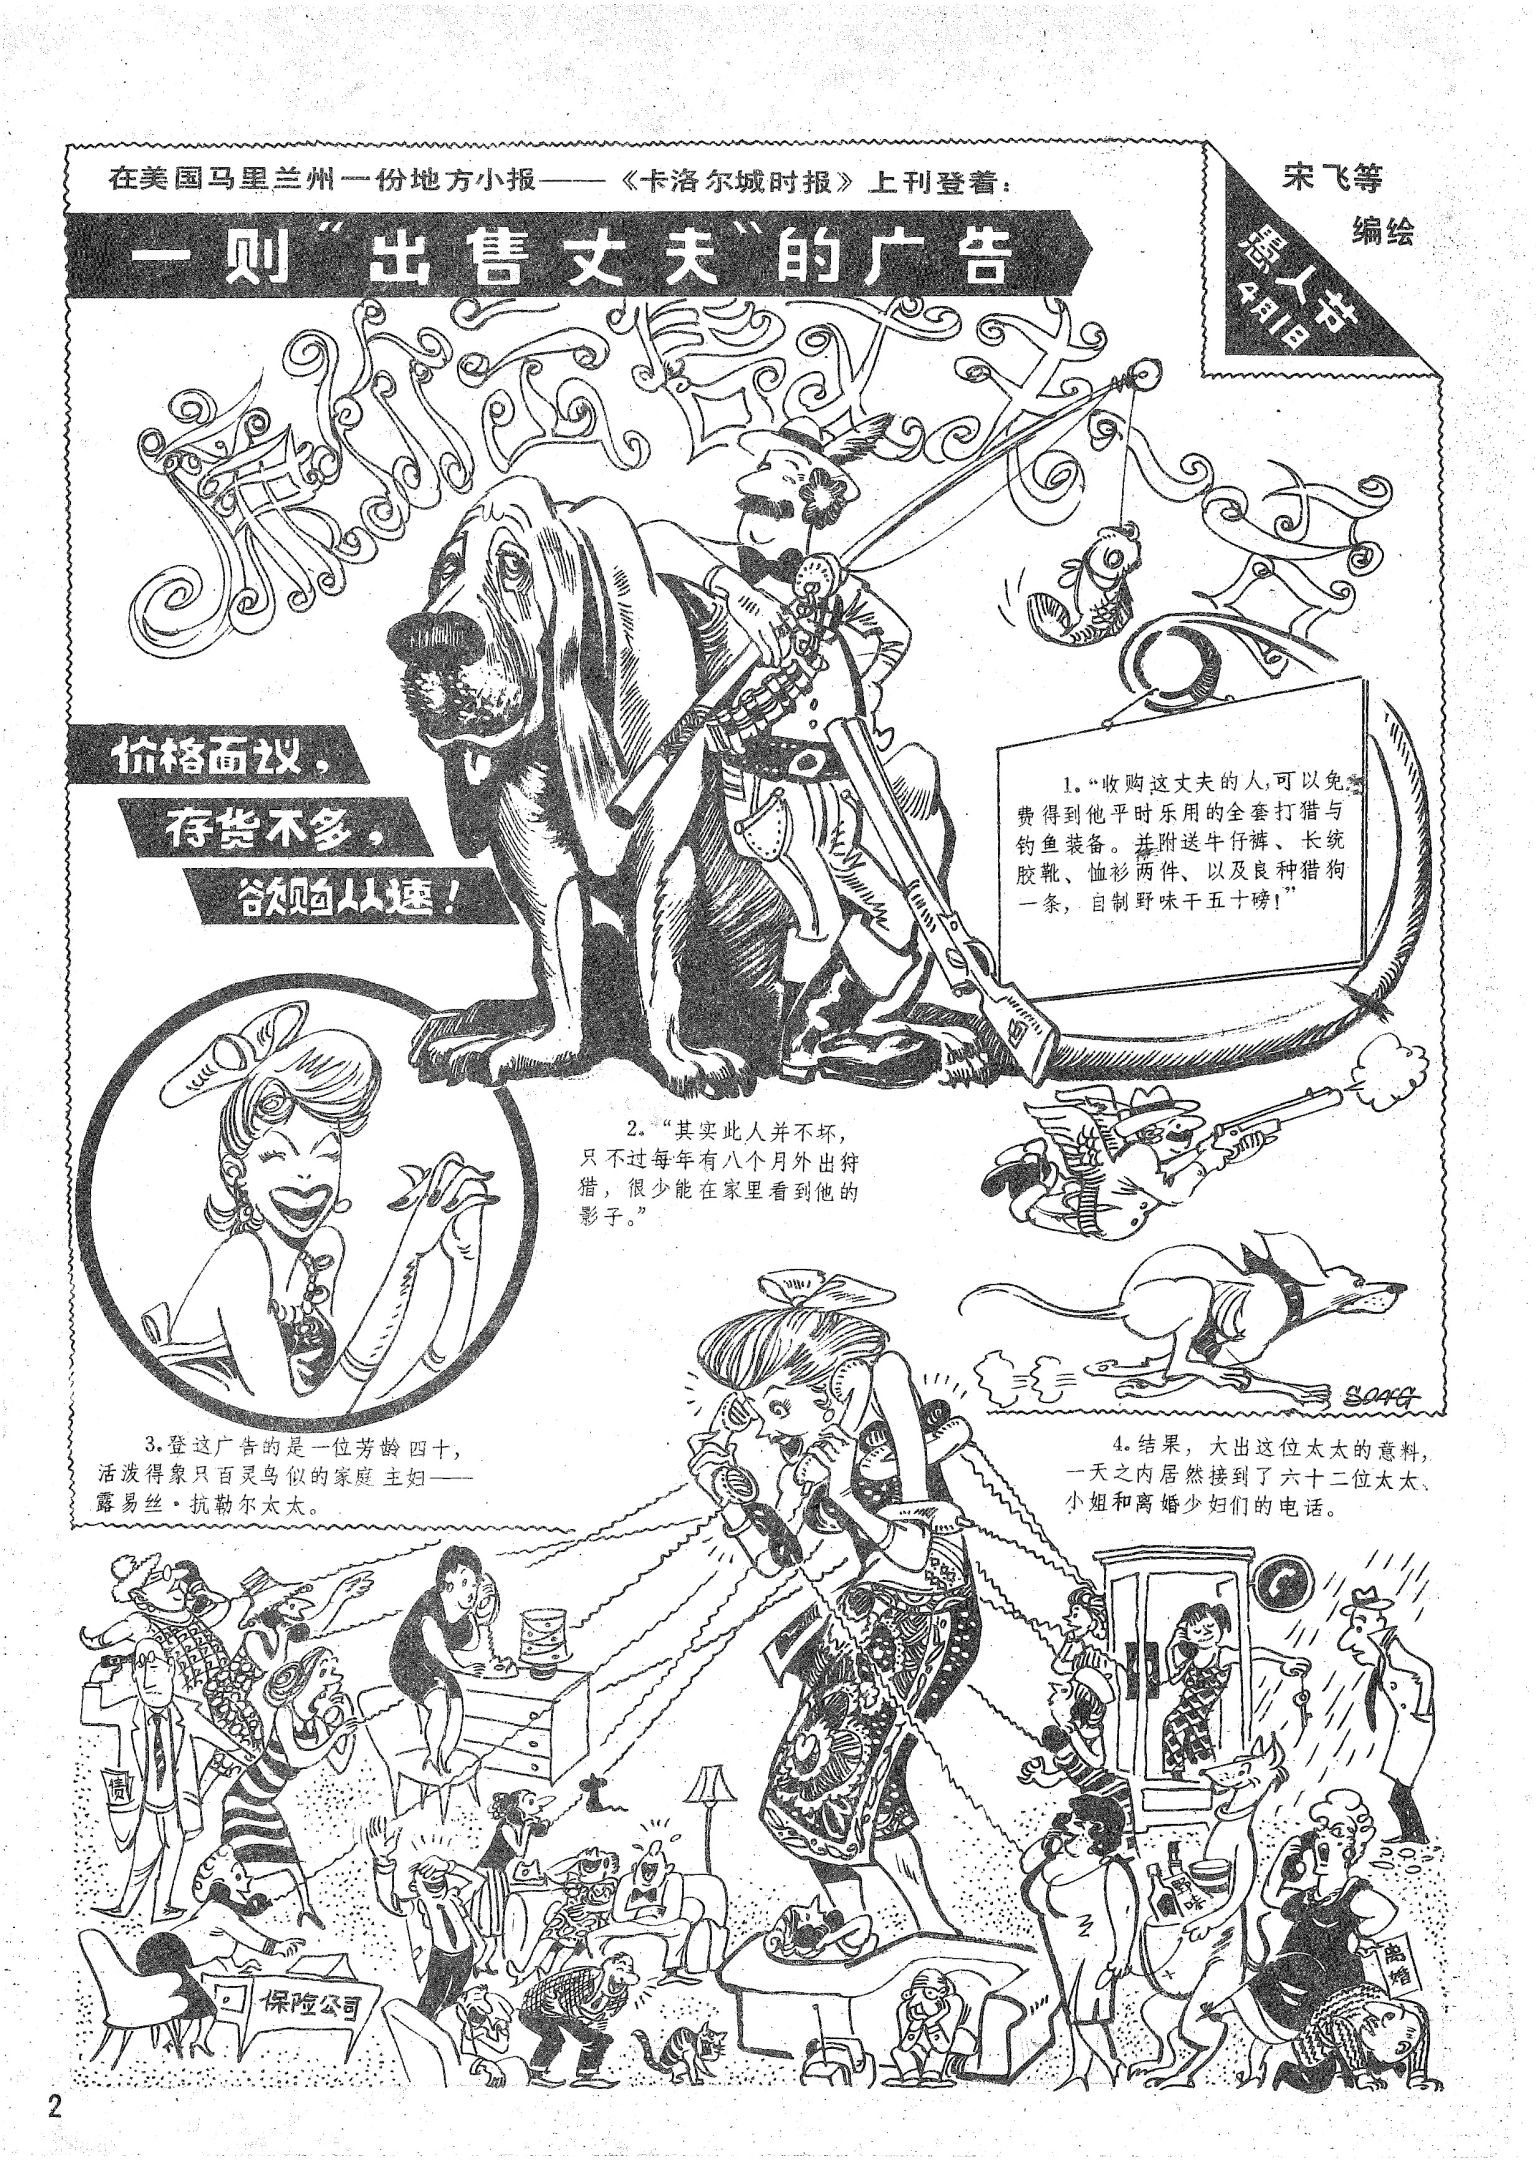 在美国马里兰州一份地方小报——《卡洛尔城时报》上刊登着：
一则“出售丈夫”的广告
宋飞等
编绘
愚人节
4月1日
廉价出售丈夫
价格面议，
存货不多，
欲购从速！
1。“收购这丈夫的人，可以免
费得到他平时乐用的全套打猎与
钓鱼装备。并附送牛仔裤、长统
胶靴、恤衫两件、以及良种猎狗
一条，自制野味干五十磅！”
2。“其实此人并不坏，
只不过每年有八个月外出狩
猎，很少能在家里看到他的
影子。”
SONG
3。登这广告的是一位芳龄四十，
活泼得象只百灵鸟似的家庭主妇——
露易丝·抗勒尔太太。
4。结果，大出这位太太的意料，
一天之内居然接到了六十二位太太、
小姐和离婚少妇们的电话。
债
野味
离婚
保险公司
2